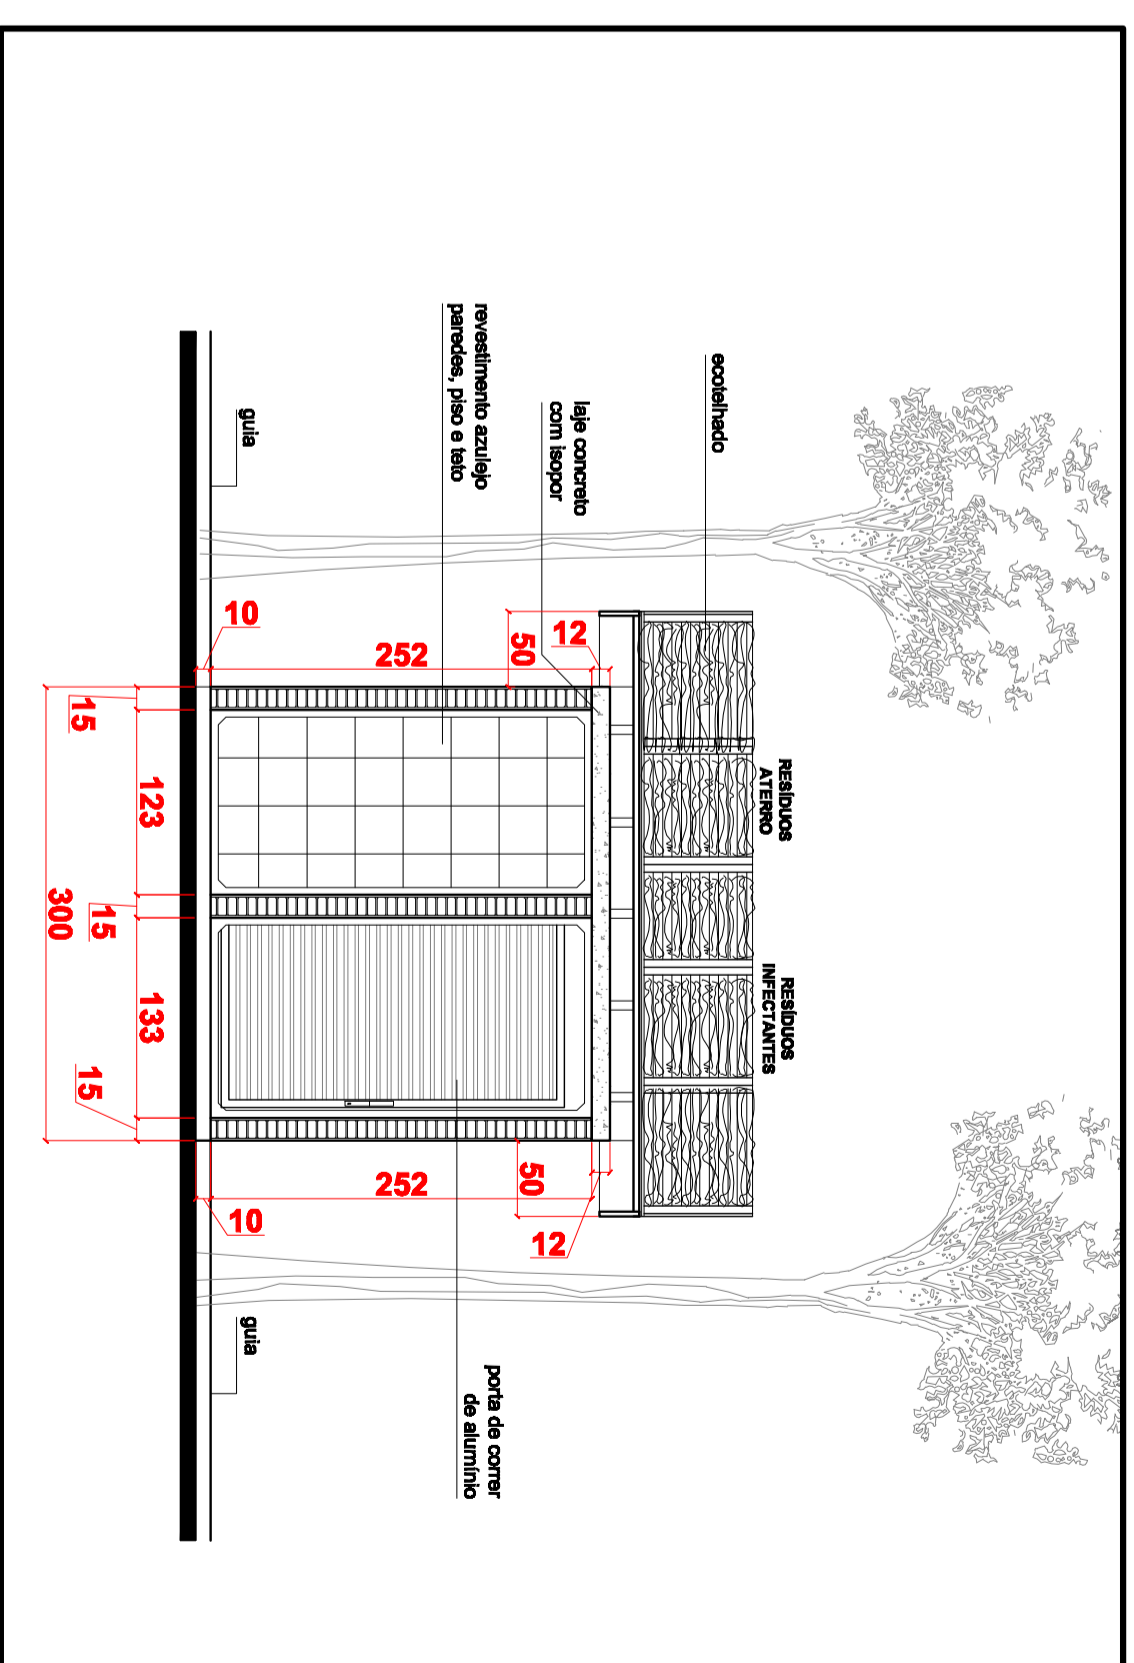 RESÍDUOS
ATERRO
RESÍDUOS
INFECTANTES
ecotelhado
laje concreto
com isopor
revestimento azulejo
paredes, piso e teto
porta de correr
de alumínio
guia
guia
12
50
252
10
50
12
252
10
15
123
15
133
15
300